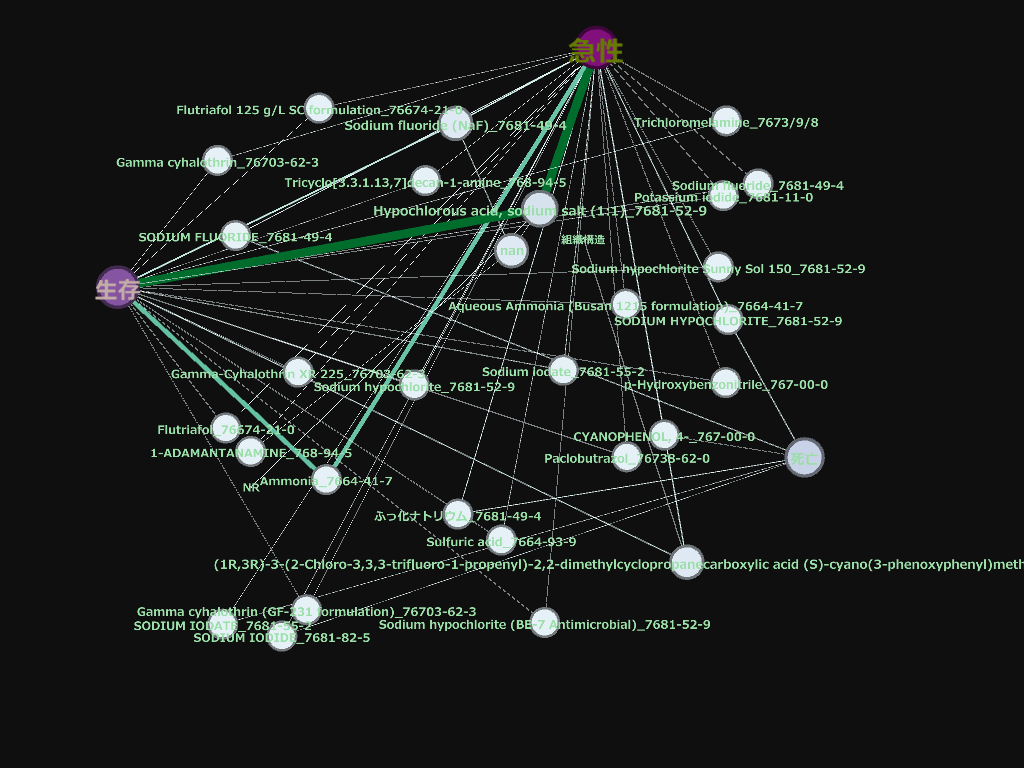 急性
Flutriafol 125 g/L SC formulation_76674-21-0
Sodium fluoride (NaF)_7681-49-4
Trichloromelamine_7673/9/8
Gamma cyhalothrin_76703-62-3
Tricyclo[3.3.1.13,7]decan-1-amine_768-94-5
Sodium fluoride_7681-49-4
Potassium iodide_7681-11-0
Hypochlorous acid, sodium salt (1:1)_7681-52-9
SODIUM FLUORIDE_7681-49-4
組織構造
nan
Sodium hypochlorite Sunny Sol 150_7681-52-9
生存
Aqueous Ammonia (Busan 1215 formulation)_7664-41-7
SODIUM HYPOCHLORITE_7681-52-9
Gamma-Cyhalothrin XR 225_76703-62-3
Sodium iodate_7681-55-2
Sodium hypochlorite_7681-52-9
p-Hydroxybenzonitrile_767-00-0
Flutriafol_76674-21-0
CYANOPHENOL, 4-_767-00-0
1-ADAMANTANAMINE_768-94-5
Paclobutrazol_76738-62-0
死亡
Ammonia_7664-41-7
NR
ふっ化ナトリウム_7681-49-4
Sulfuric acid_7664-93-9
(1R,3R)-3-(2-Chloro-3,3,3-trifluoro-1-propenyl)-2,2-dimethylcyclopropanecarboxylic acid (S)-cyano(3-phenoxyphenyl)meth
Gamma cyhalothrin (GF-231 formulation)_76703-62-3
SODIUM IODATE_7681-55-2
Sodium hypochlorite (BE-7 Antimicrobial)_7681-52-9
SODIUM IODIDE_7681-82-5